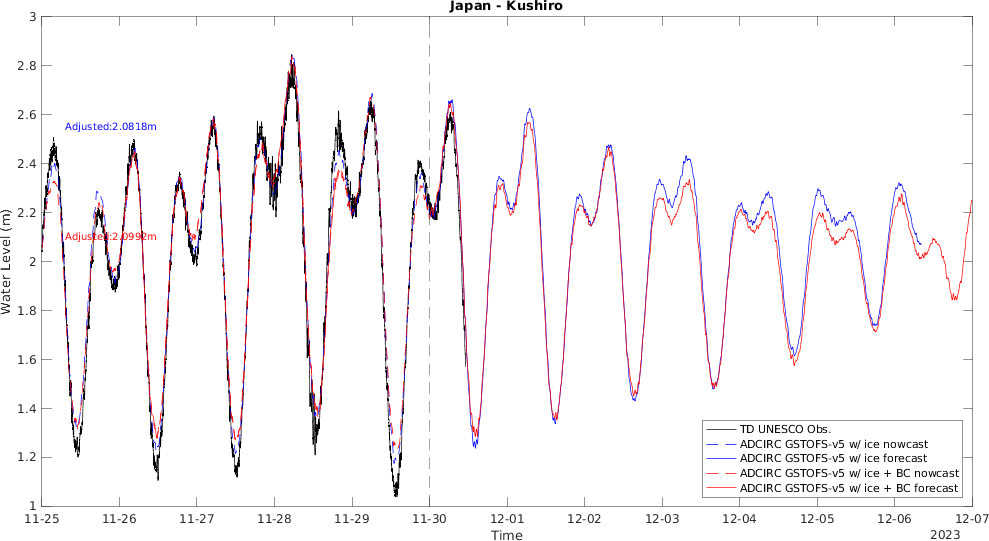 Japan - Kushiro
3
2.8
2.6
2.4
2.2
2
1.8
1.6
1.4
1.2
1
Water Level (m)
Adjusted:2.0818m
Adjusted:2.0992m
TD UNESCO Obs.
ADCIRC GSTOFS-v5 w/ ice nowcast
ADCIRC GSTOFS-v5 w/ ice forecast
ADCIRC GSTOFS-v5 w/ ice + BC nowcast
ADCIRC GSTOFS-v5 w/ ice + BC forecast
11-25 11-26 11-27 11-28 11-29 11-30 12-01 12-02 12-03 12-04 12-05 12-06 12-07
Time
2023